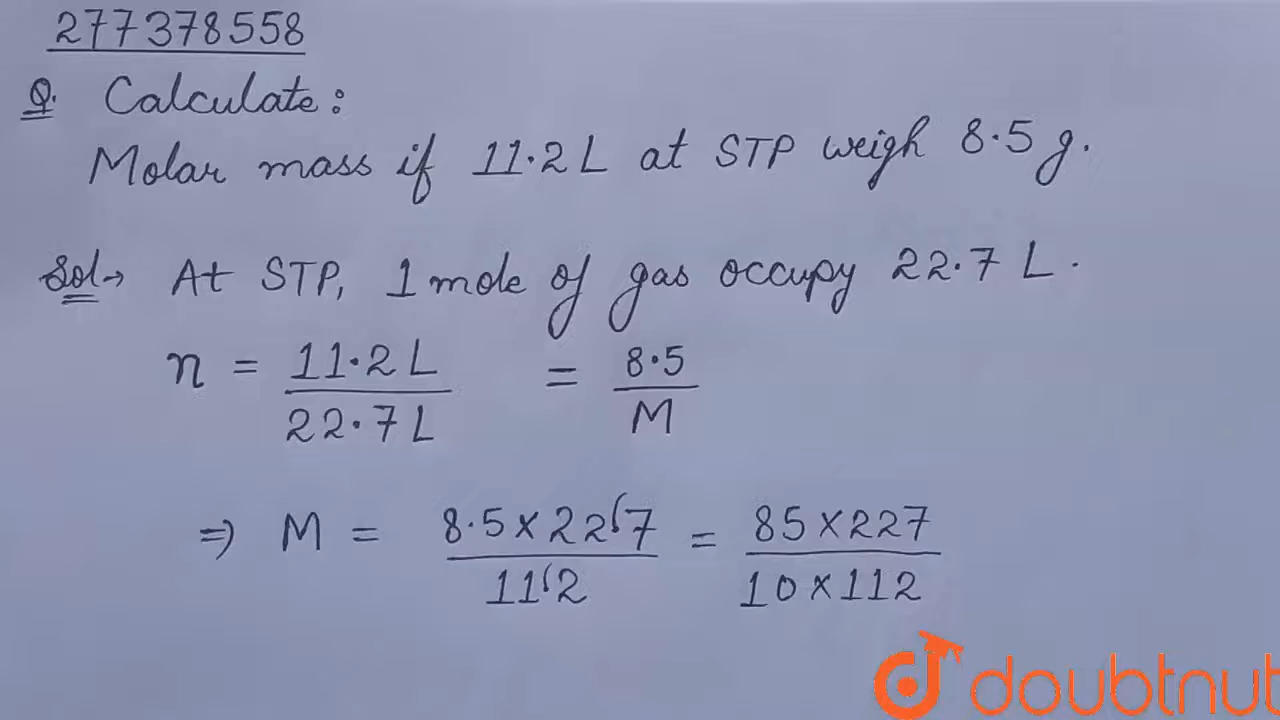 277378558
Q. Calculate:
Molar mass if 11.2 L at STP weigh 8.5 g.
Sol→ At STP, 1 mole of gas occupy 22.7 L.
n = 11.2 L / 22.7 L = 8.5 / M
⇒ M = 8.5 × 22.7 / 11.2 = 85 × 227 / 10 × 112
doubtnut